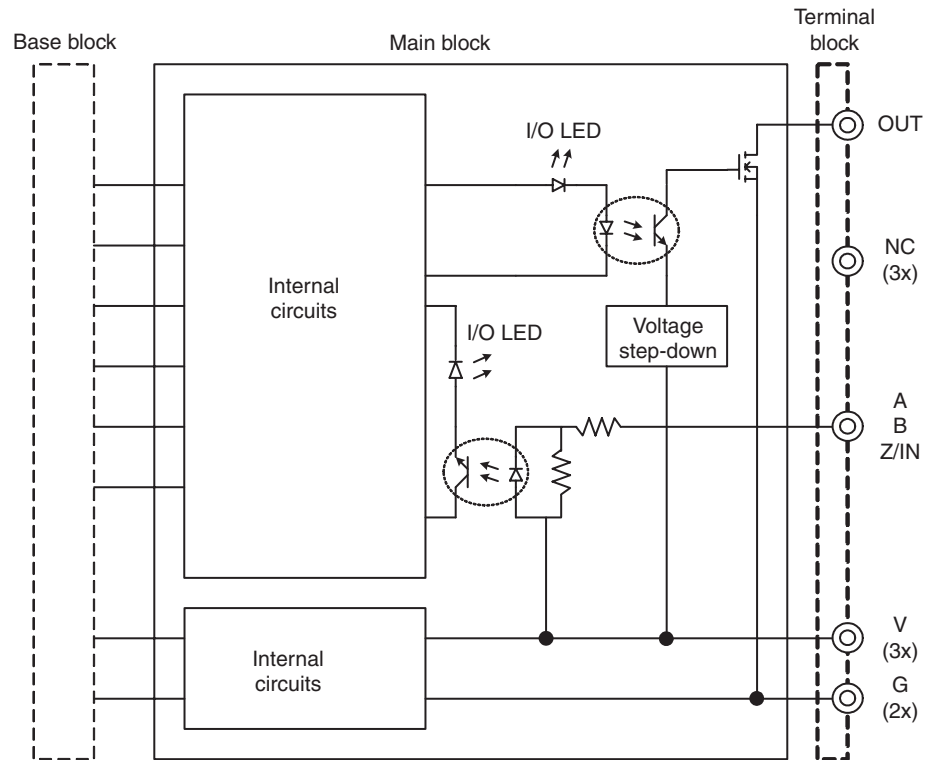 Base block
Main block
Terminal
block
I/O LED
OUT
NC
(3x)
Internal
circuits
I/O LED
Voltage
step-down
A
B
Z/IN
V
(3x)
Internal
circuits
G
(2x)